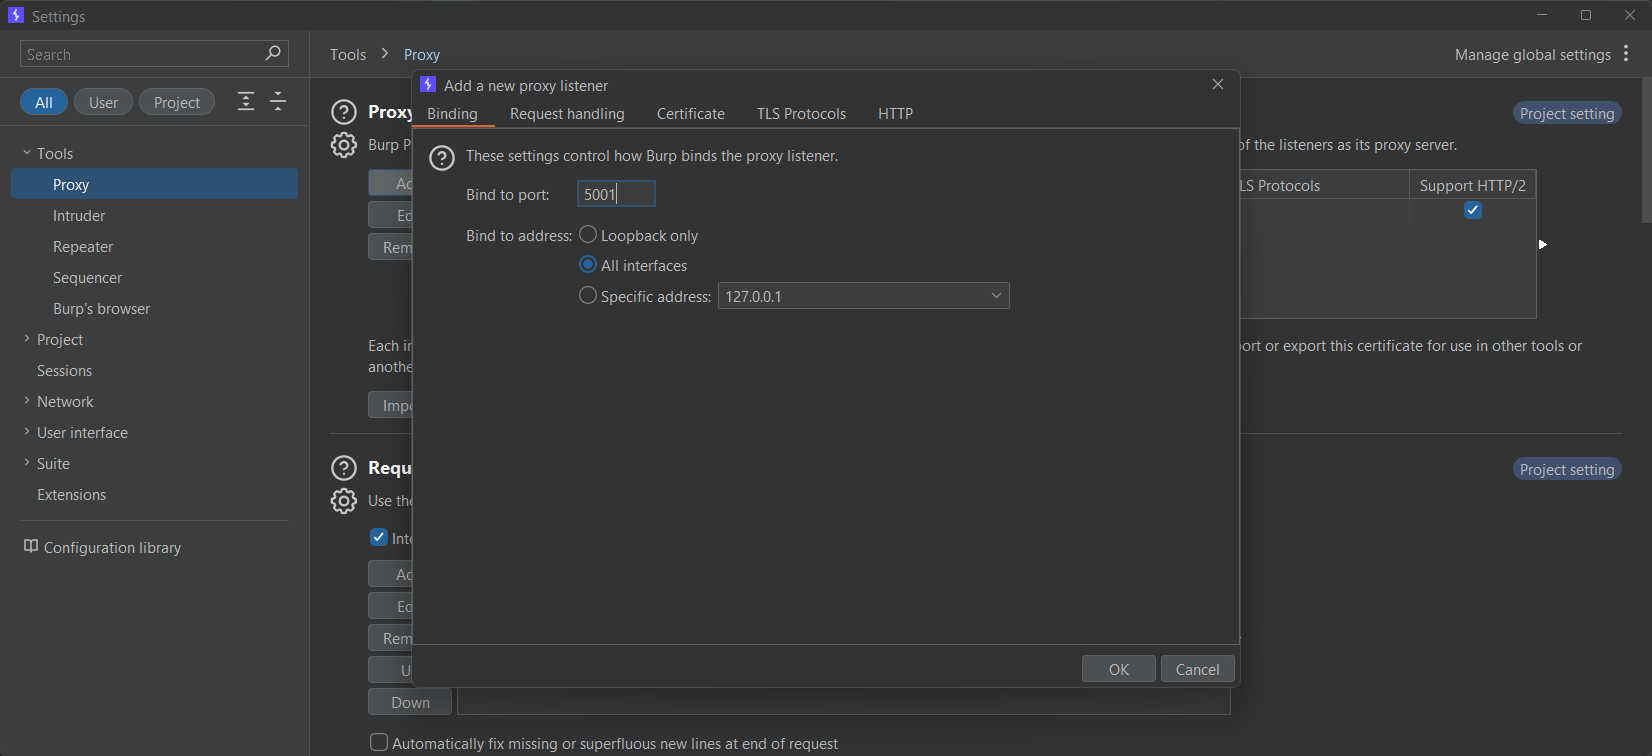 Settings
Search
Tools > Proxy
Manage global settings
All
User
Project
Tools
Proxy
Intruder
Repeater
Sequencer
Burp's browser
Project
Sessions
Network
User interface
Suite
Extensions
Configuration library
Proxy
Project setting
Burp P
of the listeners as its proxy server.
Ad
Ed
Rem
LS Protocols
Support HTTP/2
Each in
port or export this certificate for use in other tools or
anothe
Impo
Requ
Project setting
Use the
Inte
Ad
Ed
Rem
U
Down
Automatically fix missing or superfluous new lines at end of request
Add a new proxy listener
Binding
Request handling
Certificate
TLS Protocols
HTTP
These settings control how Burp binds the proxy listener.
Bind to port: 5001
Bind to address: Loopback only
All interfaces
Specific address: 127.0.0.1
OK
Cancel